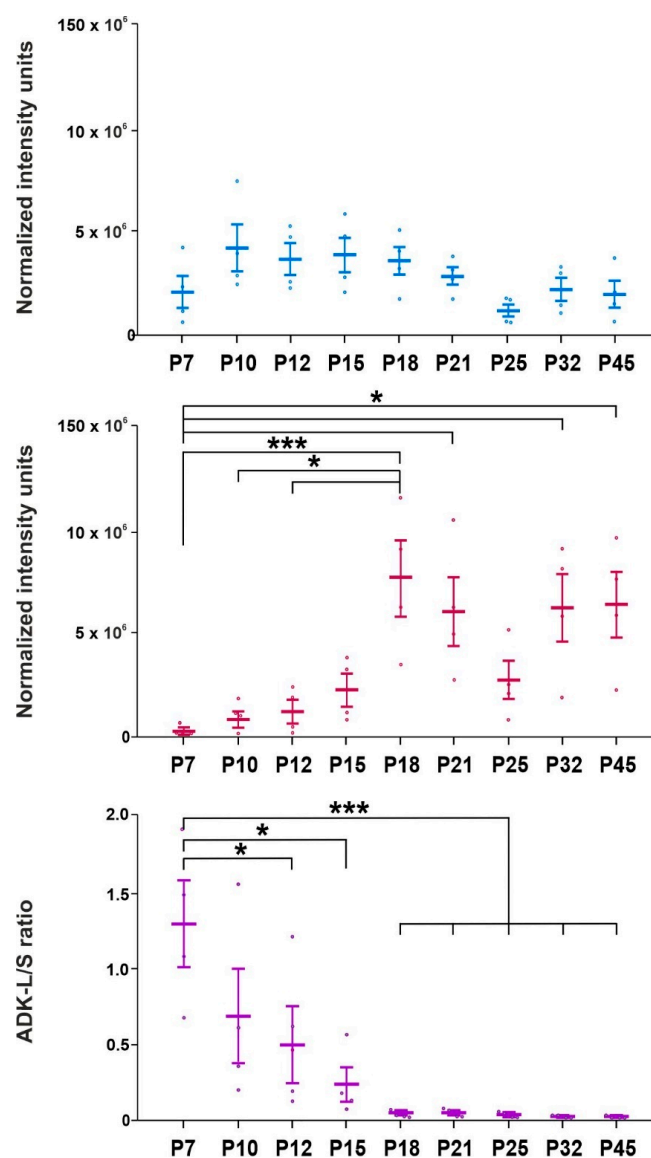 Normalized intensity units
150 x 10⁶
10 x 10⁶
5 x 10⁶
0
P7 P10 P12 P15 P18 P21 P25 P32 P45
Normalized intensity units
150 x 10⁶
10 x 10⁶
5 x 10⁶
0
*
***
*
P7 P10 P12 P15 P18 P21 P25 P32 P45
ADK-L/S ratio
2.0
1.5
1.0
0.5
0
***
*
*
P7 P10 P12 P15 P18 P21 P25 P32 P45